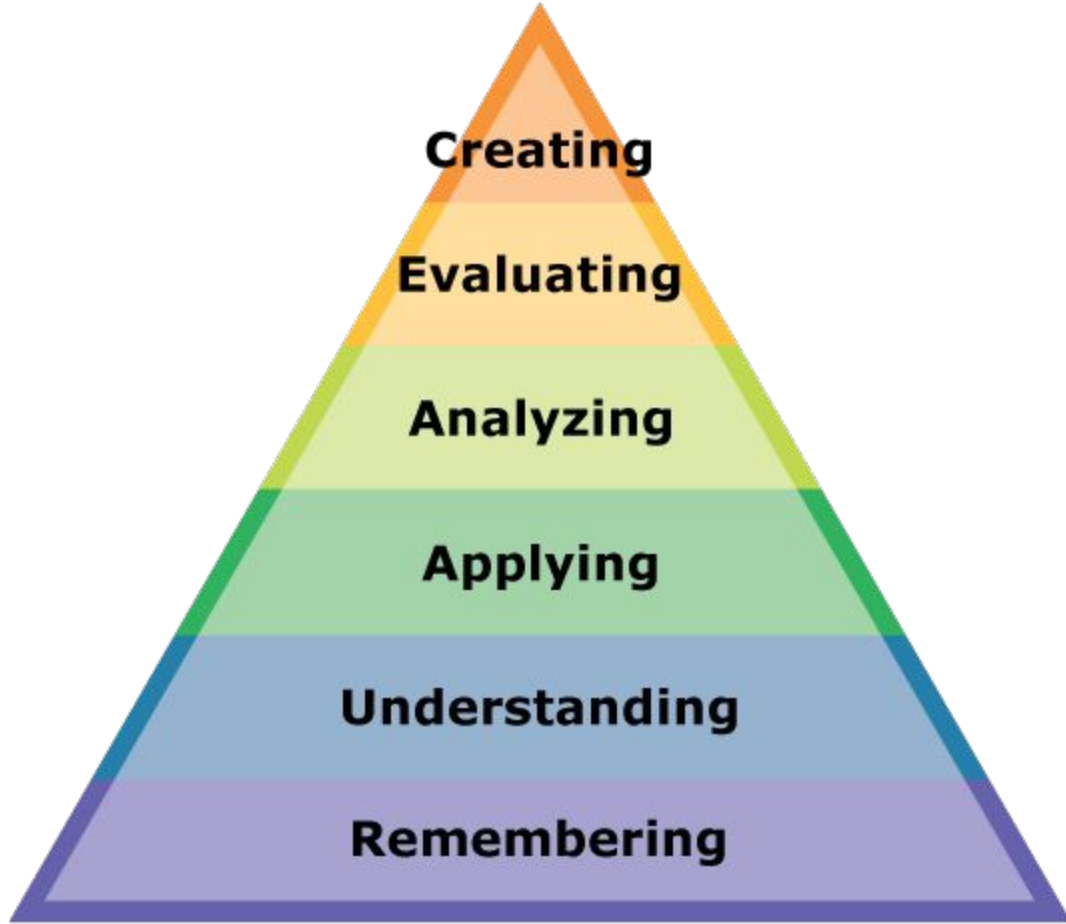 Creating
Evaluating
Analyzing
Applying
Understanding
Remembering